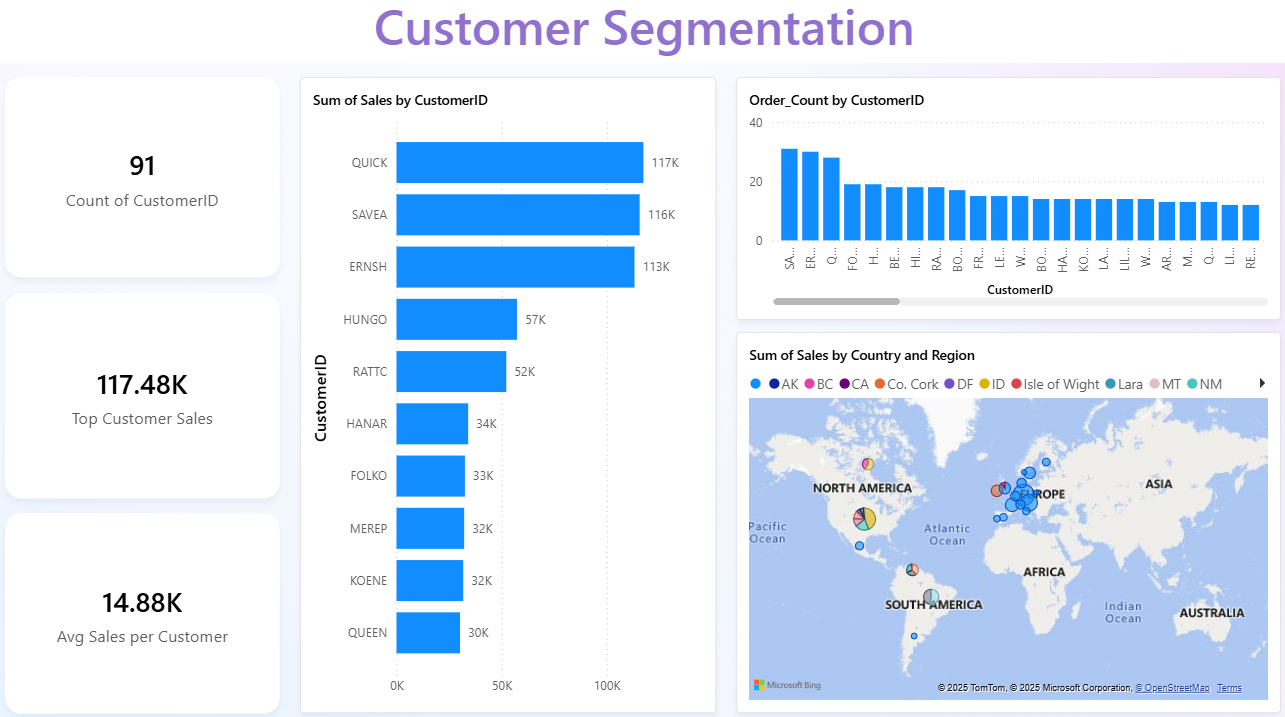 Customer Segmentation
91
Count of CustomerID
117.48K
Top Customer Sales
14.88K
Avg Sales per Customer
Sum of Sales by CustomerID
CustomerID
QUICK 117K
SAVEA 116K
ERNSH 113K
HUNGO 57K
RATTC 52K
HANAR 34K
FOLKO 33K
MEREP 32K
KOENE 32K
QUEEN 30K
0K 50K 100K
Order_Count by CustomerID
40
20
0
SA... ER... Q... FO... H... BE... HI... RA... BO... FR... LE... W... BO... HA... KO... LA... LIL... W... AR... M... Q... LI... RE...
CustomerID
Sum of Sales by Country and Region
AK BC CA Co. Cork DF ID Isle of Wight Lara MT NM
NORTH AMERICA
EUROPE
ASIA
Pacific
Ocean
Atlantic
Ocean
AFRICA
SOUTH AMERICA
Indian
Ocean
AUSTRALIA
Microsoft Bing
© 2025 TomTom, © 2025 Microsoft Corporation, © OpenStreetMap Terms